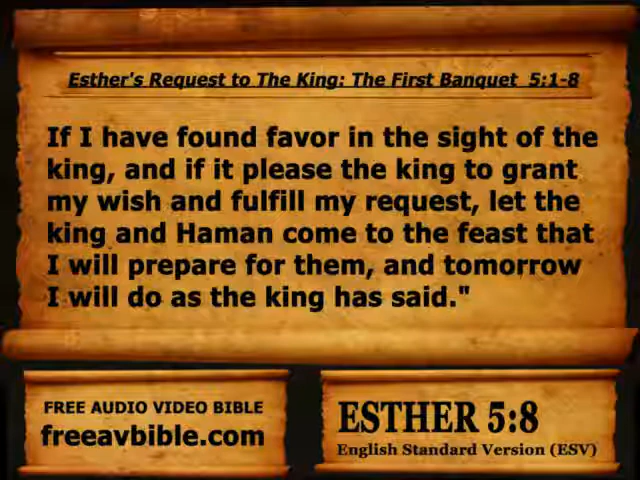 Esther's Request to The King: The First Banquet 5:1-8
If I have found favor in the sight of the
king, and if it please the king to grant
my wish and fulfill my request, let the
king and Haman come to the feast that
I will prepare for them, and tomorrow
I will do as the king has said."
FREE AUDIO VIDEO BIBLE
freeavbible.com
ESTHER 5:8
English Standard Version (ESV)